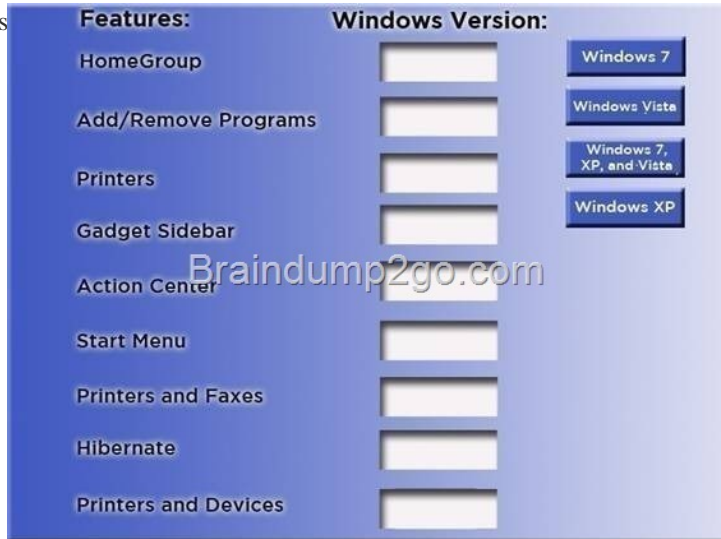 s
Features:
Windows Version:
HomeGroup
Windows 7
Add/Remove Programs
Windows Vista
Printers
Windows 7,
XP, and Vista
Gadget Sidebar
Windows XP
Braindump2go.com
Action Center
Start Menu
Printers and Faxes
Hibernate
Printers and Devices